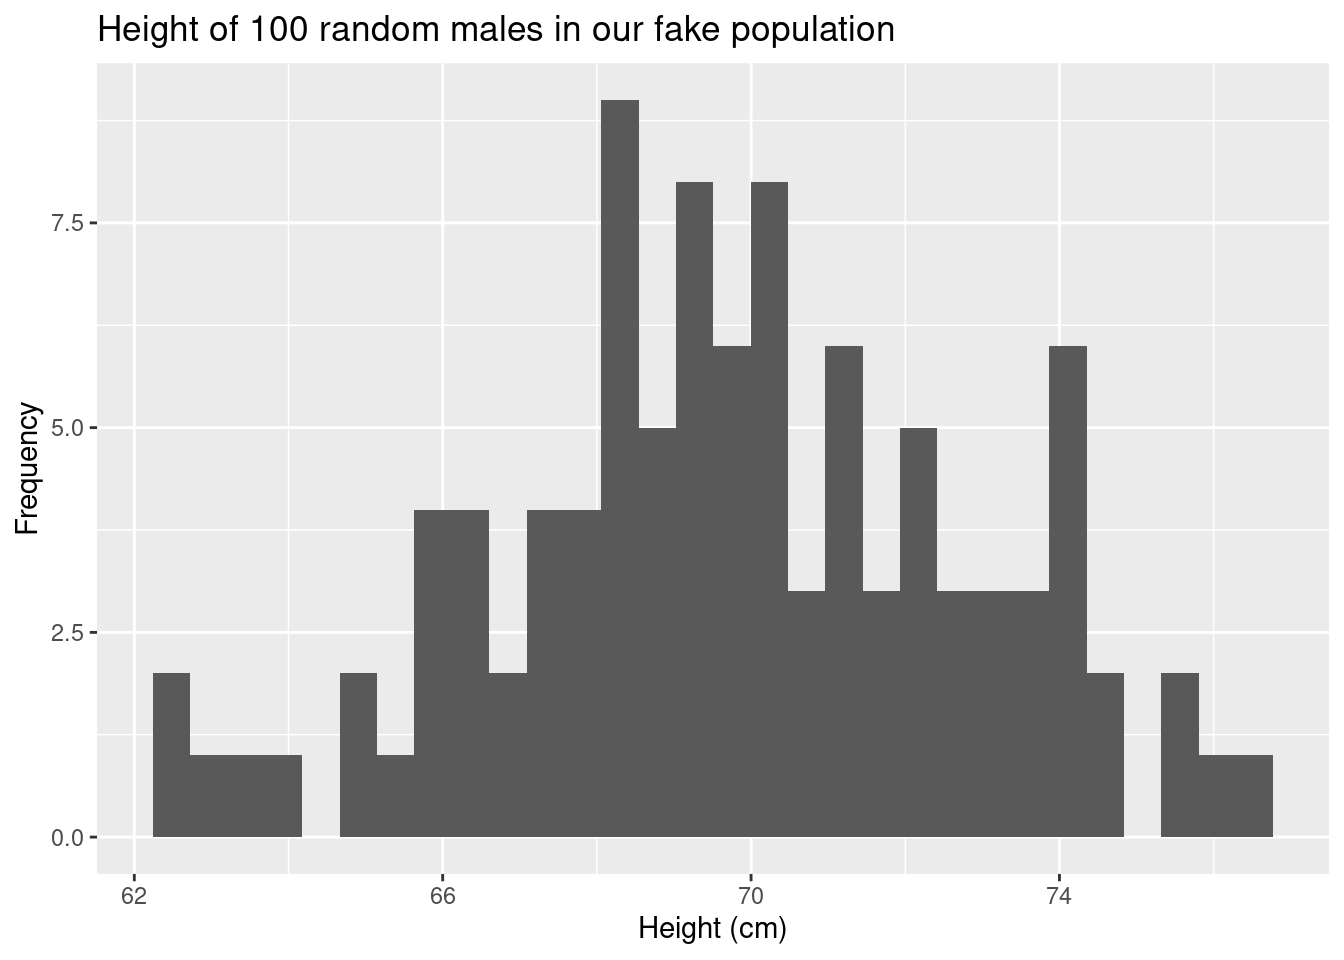 Height of 100 random males in our fake population
Frequency
7.5
5.0
2.5
0.0
62 66 70 74
Height (cm)